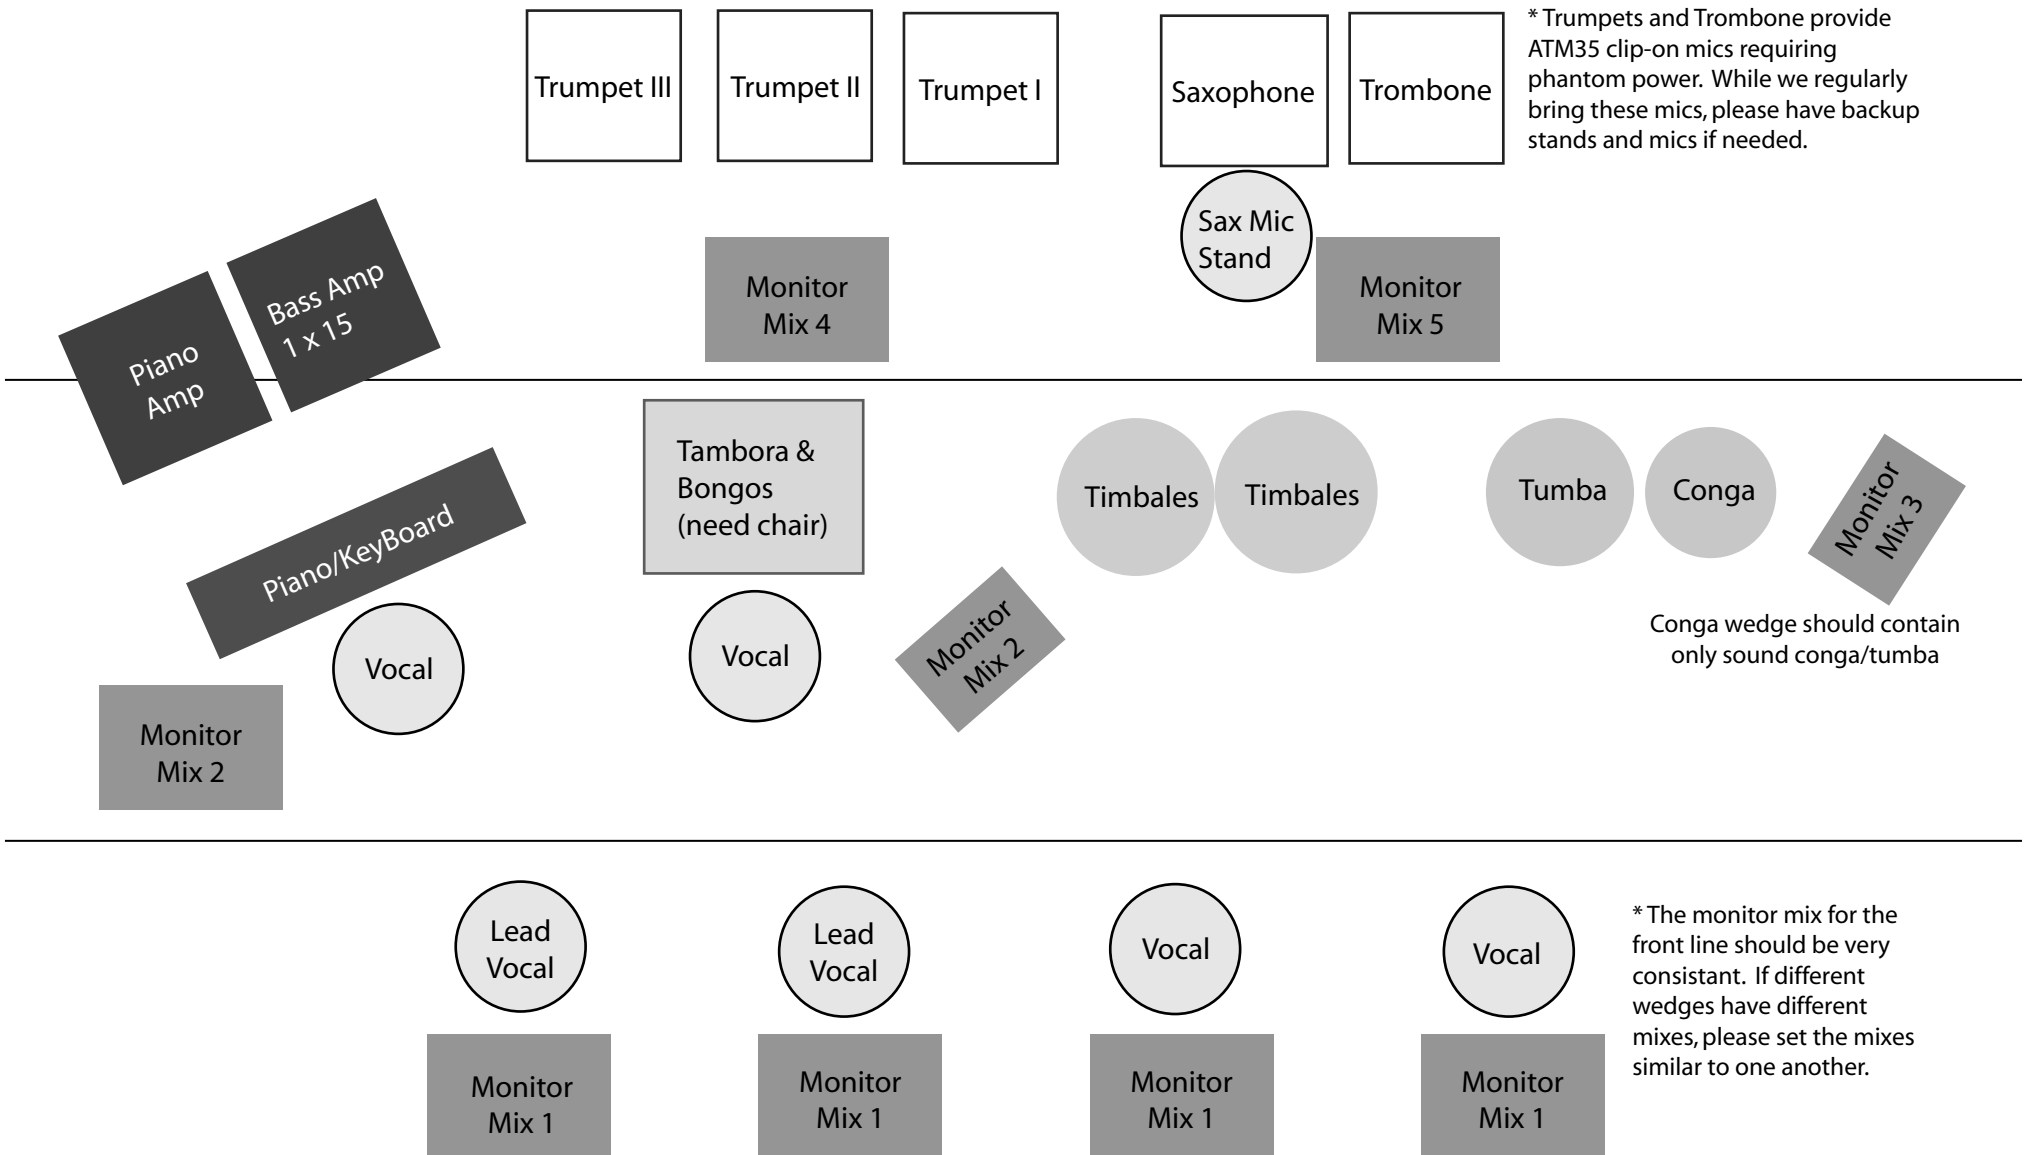 Trumpet III
Trumpet II
Trumpet I
Saxophone
Trombone
* Trumpets and Trombone provide
ATM35 clip-on mics requiring
phantom power.  While we regularly
bring these mics, please have backup
stands and mics if needed.
Sax Mic
Stand
Monitor
Mix 4
Monitor
Mix 5
Bass Amp
1 x 15
Piano
Amp
Piano/KeyBoard
Tambora &
Bongos
(need chair)
Timbales
Timbales
Tumba
Conga
Monitor
Mix 3
Conga wedge should contain
only sound conga/tumba
Vocal
Vocal
Monitor
Mix 2
Monitor
Mix 2
Lead
Vocal
Lead
Vocal
Vocal
Vocal
* The monitor mix for the
front line should be very
consistant.  If different
wedges have different
mixes, please set the mixes
similar to one another.
Monitor
Mix 1
Monitor
Mix 1
Monitor
Mix 1
Monitor
Mix 1